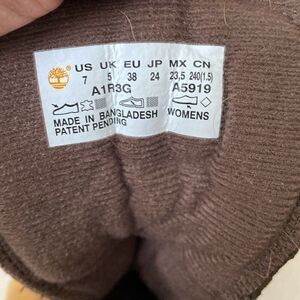 US UK EU JP MX CN
7 5 38 24 23,5 240(1.5)
A1R3G A5919
MADE IN BANGLADESH WOMENS
PATENT PENDING